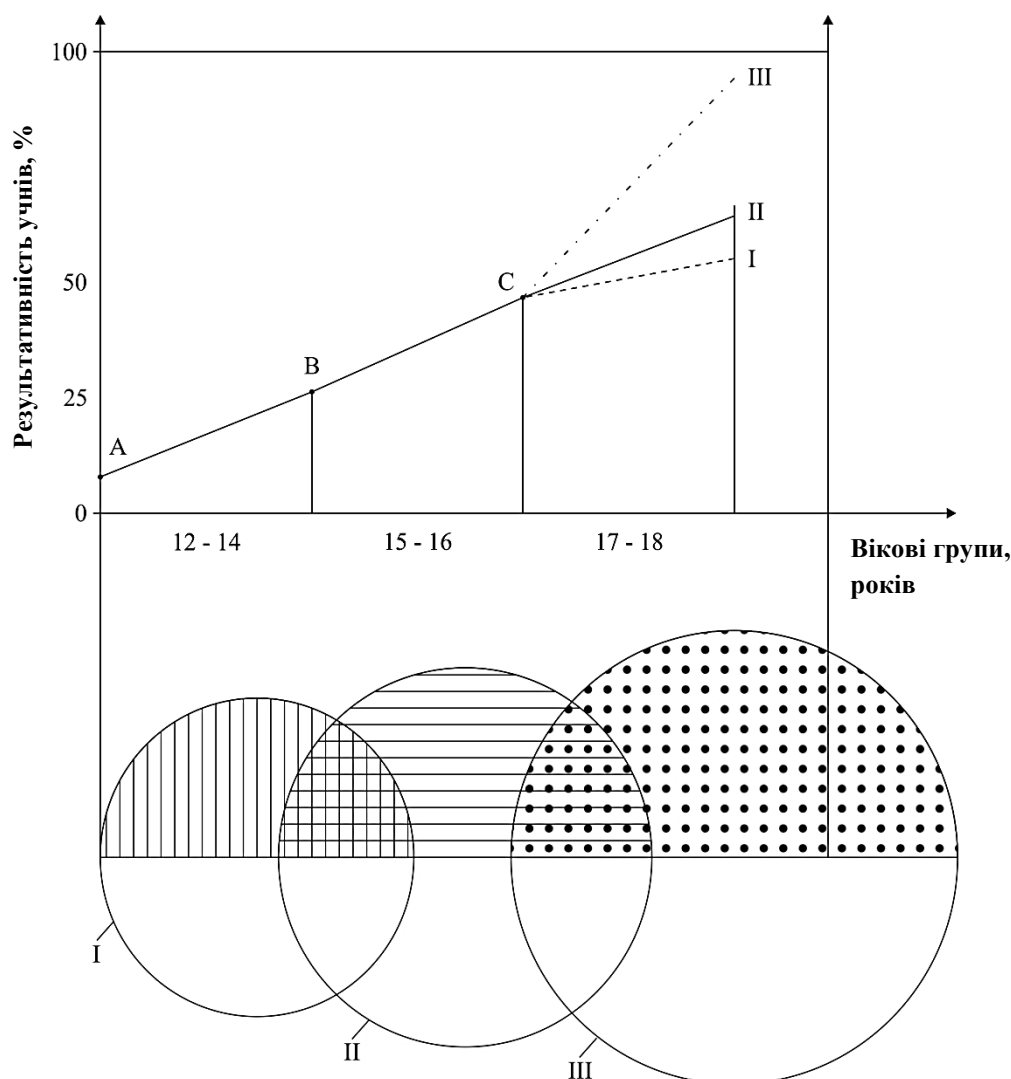 100
III
II
I
50
C
B
25
A
0
12 - 14
15 - 16
17 - 18
Результативність учнів, %
Вікові групи,
років
I
II
III